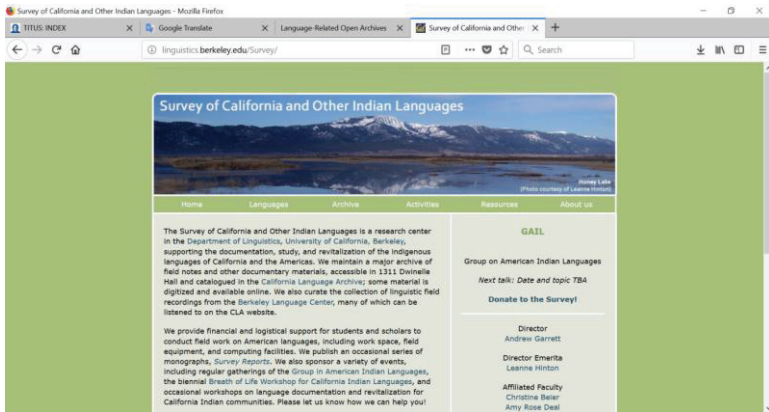 Survey of California and Other Indian Languages - Mozilla Firefox
TITUS: INDEX
Google Translate
Language-Related Open Archives
Survey of California and Other
linguistics.berkeley.edu/Survey/
Search
Survey of California and Other Indian Languages
Honey Lake
(Photo courtesy of Leanne Hinton)
Home Languages Archive Activities Resources About us
The Survey of California and Other Indian Languages is a research center
in the Department of Linguistics, University of California, Berkeley,
supporting the documentation, study, and revitalization of the indigenous
languages of California and the Americas. We maintain a major archive of
field notes and other documentary materials, accessible in 1311 Dwinelle
Hall and catalogued in the California Language Archive; some material is
digitized and available online. We also curate the collection of linguistic field
recordings from the Berkeley Language Center, many of which can be
listened to on the CLA website.
We provide financial and logistical support for students and scholars to
conduct field work on American languages, including work space, field
equipment, and computing facilities. We publish an occasional series of
monographs, Survey Reports. We also sponsor a variety of events,
including regular gatherings of the Group in American Indian Languages,
the biennial Breath of Life Workshop for California Indian Languages, and
occasional workshops on language documentation and revitalization for
California Indian communities. Please let us know how we can help you!
GAIL
Group on American Indian Languages
Next talk: Date and topic TBA
Donate to the Survey!
Director
Andrew Garrett
Director Emerita
Leanne Hinton
Affiliated Faculty
Christine Beier
Amy Rose Deal